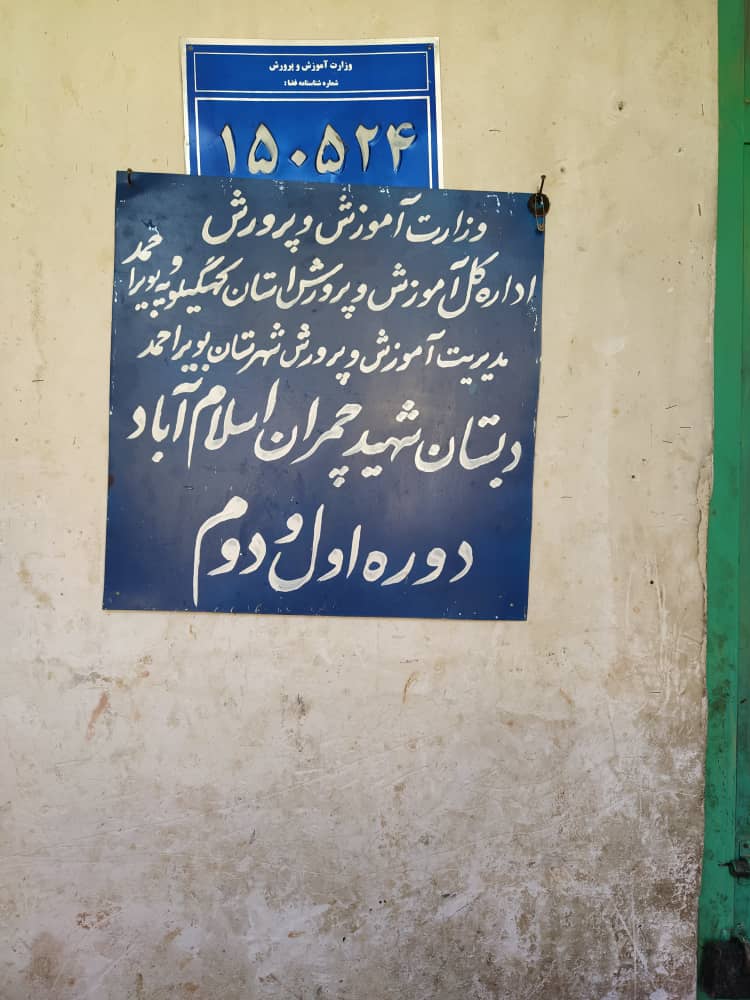 وزارت آموزش و پرورش
شماره شناسنامه فضا :
۱۵۰۵۲۴
وزارت آموزش و پرورش
اداره کل آموزش و پرورش استان کهگیلویه و بویراحمد
مدیریت آموزش و پرورش شهرستان بویراحمد
دبستان شهید چمران اسلام آباد
دوره اول و دوم